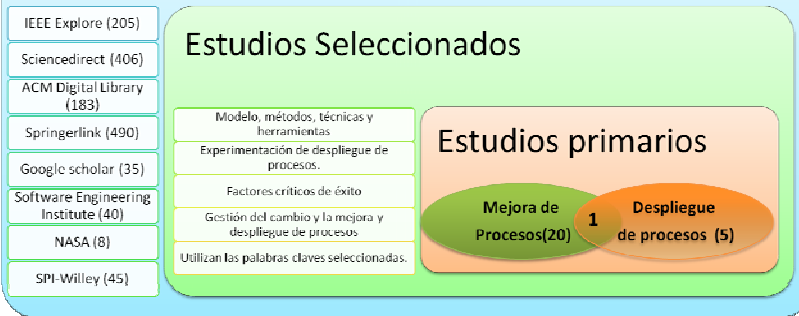 IEEE Explore (205)
Sciencedirect (406)
ACM Digital Library
(183)
Springerlink (490)
Google scholar (35)
Software Engineering
Institute (40)
NASA (8)
SPI-Willey (45)
Estudios Seleccionados
Modelo, métodos, técnicas y
herramientas
Experimentación de despliegue de
procesos.
Factores críticos de éxito
Gestión del cambio y la mejora y
despliegue de procesos
Utilizan las palabras claves seleccionadas.
Estudios primarios
Mejora de
Procesos(20)
1
Despliegue
de procesos (5)